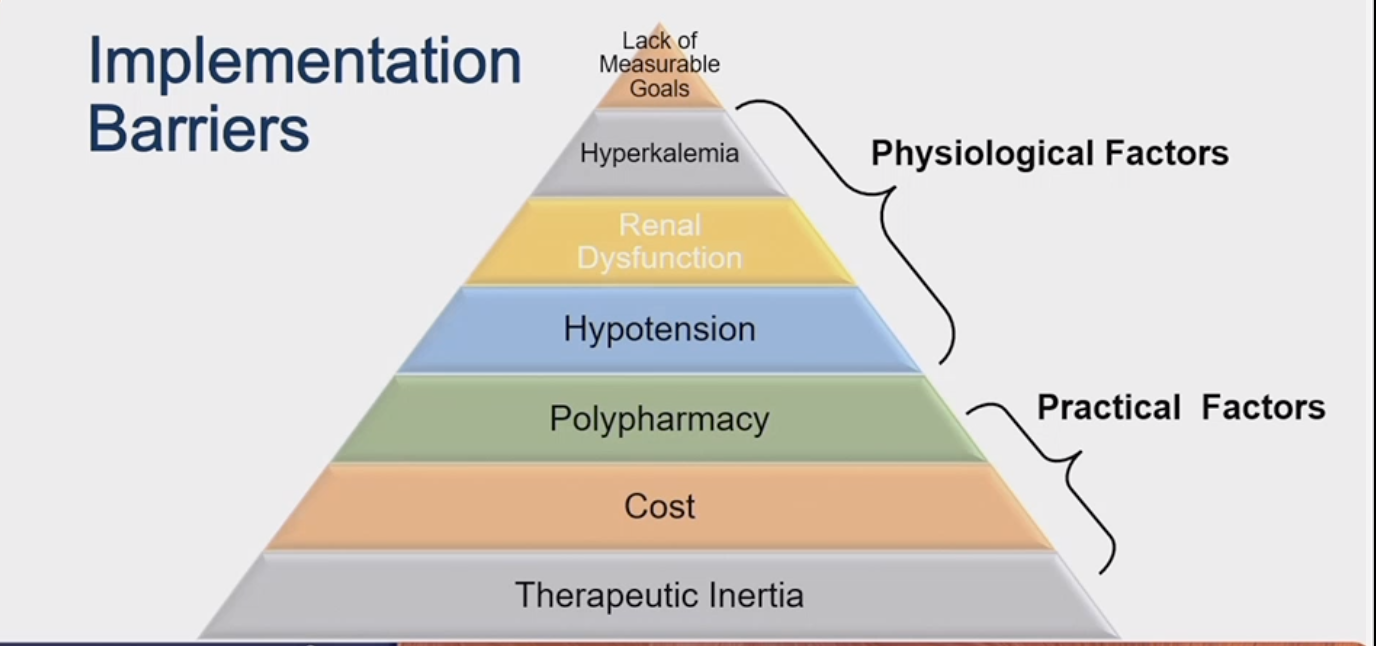 Implementation
Barriers
Lack of
Measurable
Goals
Hyperkalemia
Physiological Factors
Renal
Dysfunction
Hypotension
Polypharmacy
Practical Factors
Cost
Therapeutic Inertia